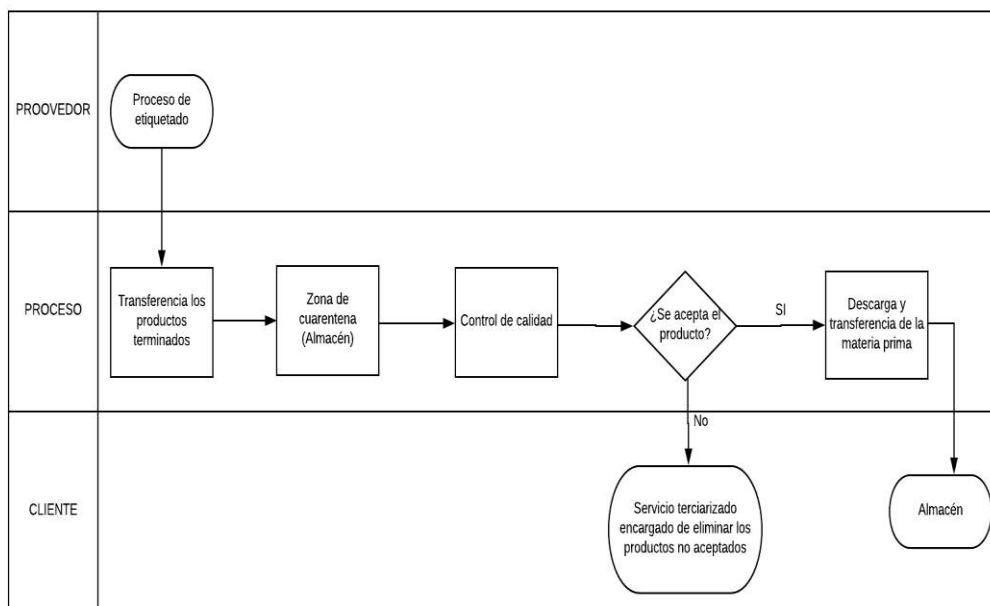 PROOVEDOR
Proceso de
etiquetado
PROCESO
Transferencia los
productos
terminados
Zona de
cuarentena
(Almacén)
Control de calidad
¿Se acepta el
producto?
SI
Descarga y
transferencia de la
materia prima
No
CLIENTE
Servicio terciarizado
encargado de eliminar los
productos no aceptados
Almacén